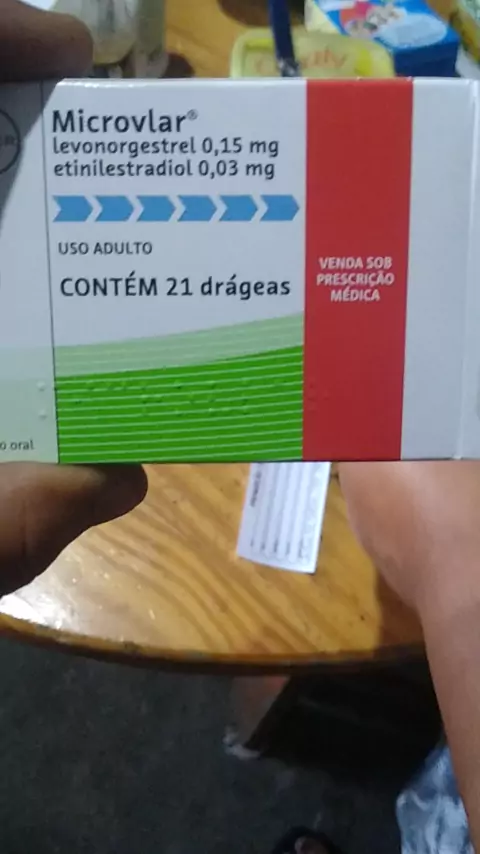 Microvlar®
levonorgestrel 0,15 mg
etinilestradiol 0,03 mg
USO ADULTO
CONTÉM 21 drágeas
VENDA SOB
PRESCRIÇÃO
MÉDICA
oral